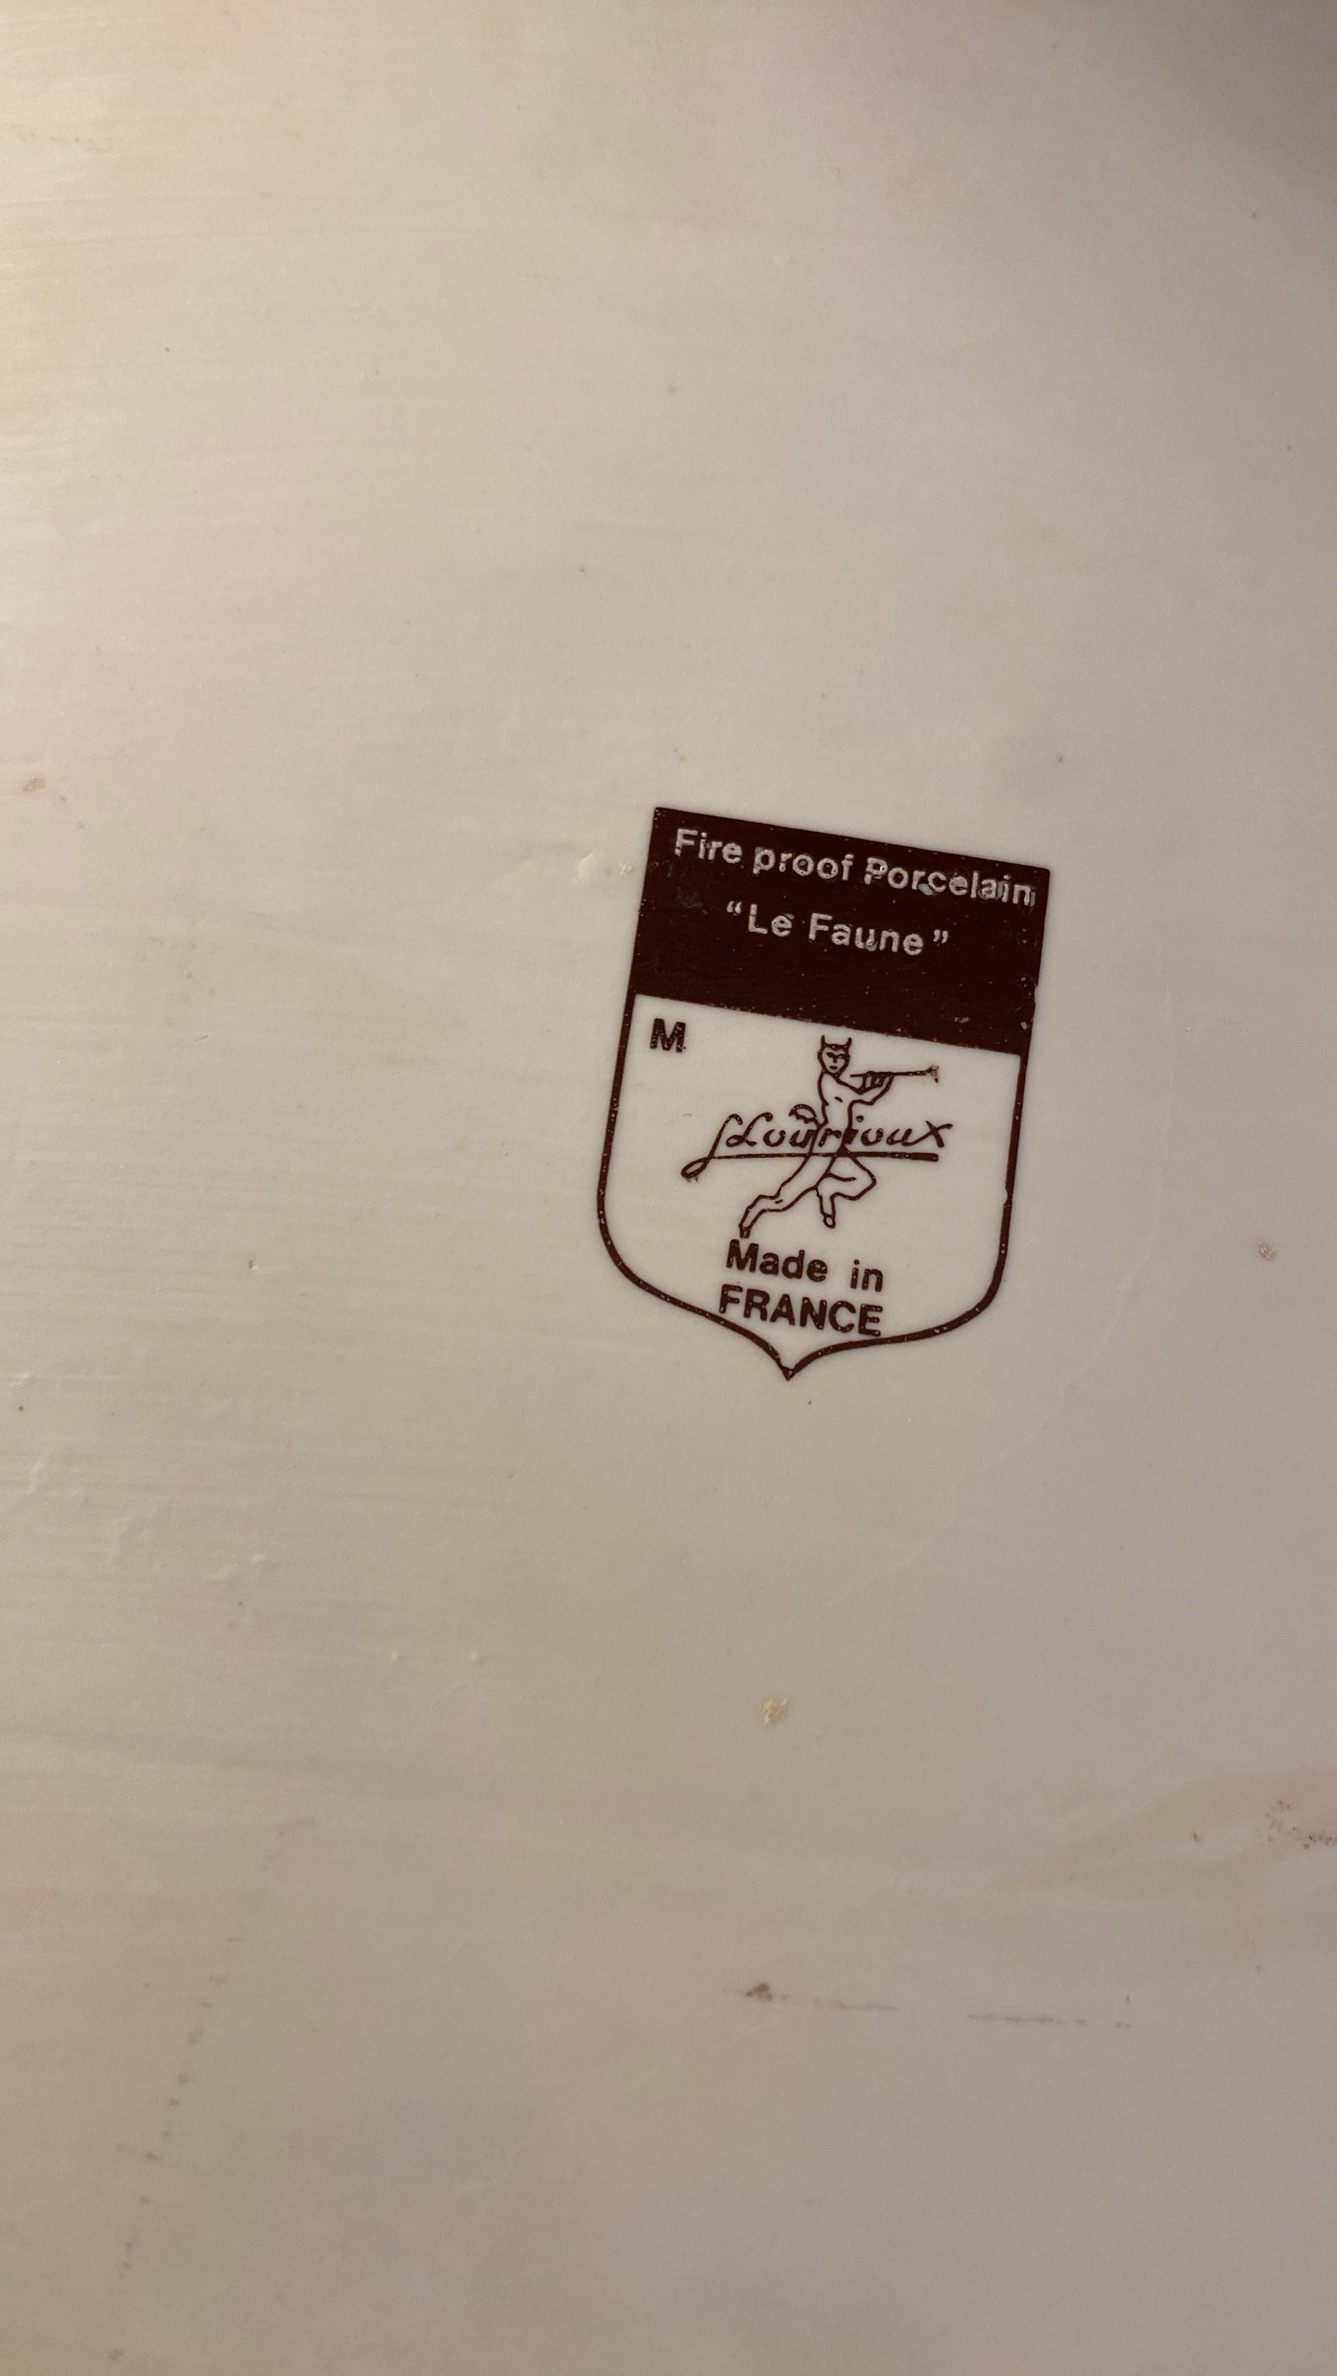 Fire proof Porcelain
“Le Faune”
M
L Lourioux
Made in
FRANCE